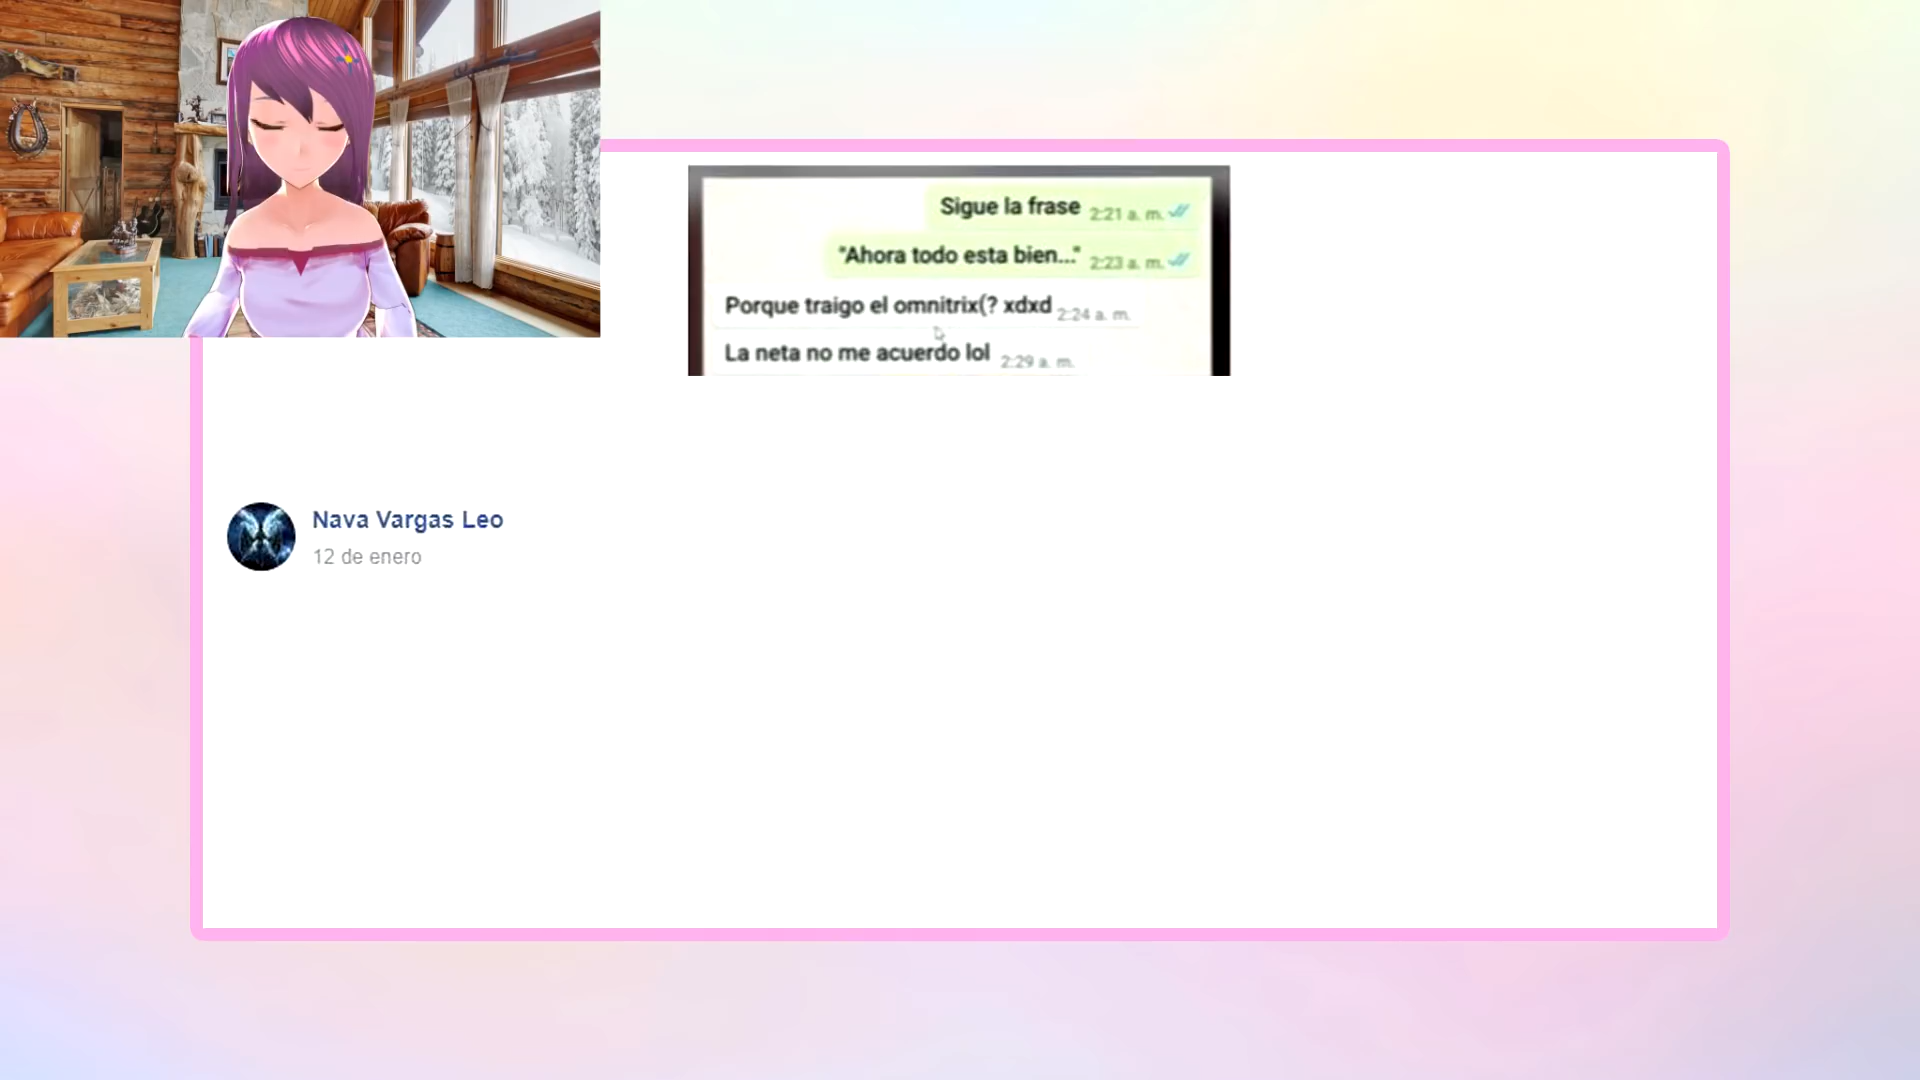 Sigue la frase 2:21 a. m.
"Ahora todo esta bien..." 2:23 a. m.
Porque traigo el omnitrix(? xdxd 2:24 a. m.
La neta no me acuerdo lol 2:29 a. m.
Nava Vargas Leo
12 de enero